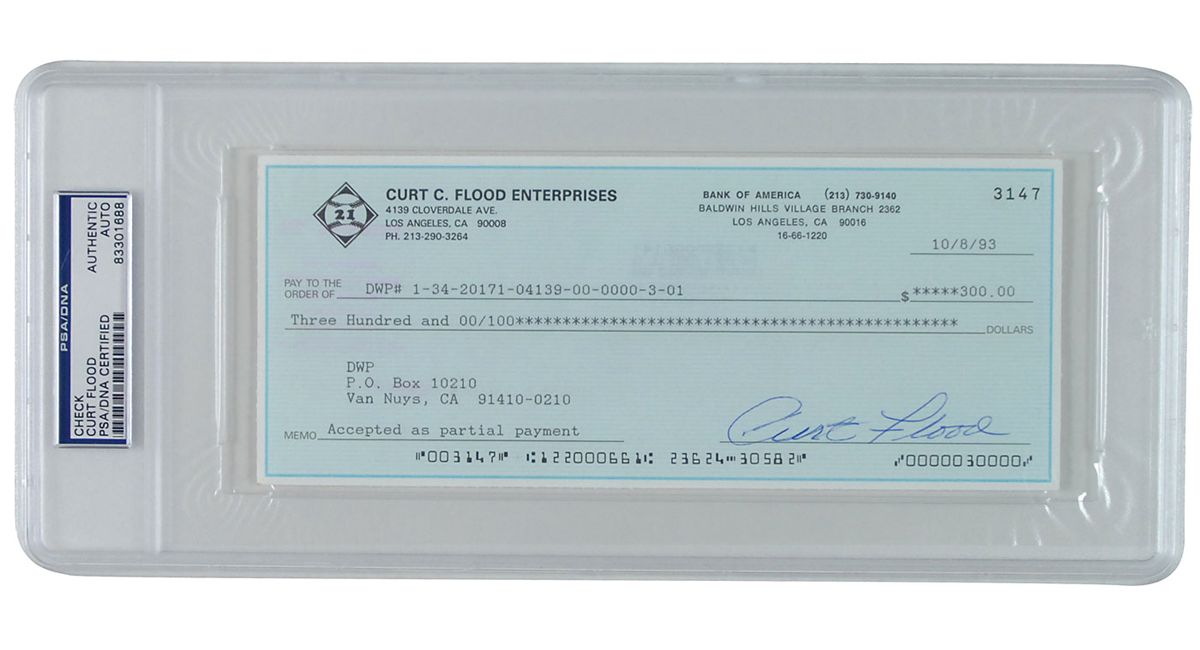 PSA/DNA
CHECK
CURT FLOOD
PSA/DNA CERTIFIED
AUTHENTIC
AUTO
83301688
21
CURT C. FLOOD ENTERPRISES
4139 CLOVERDALE AVE.
LOS ANGELES, CA 90008
PH. 213-290-3264
BANK OF AMERICA (213) 730-9140
BALDWIN HILLS VILLAGE BRANCH 2362
LOS ANGELES, CA 90016
16-66-1220
3147
10/8/93
PAY TO THE
ORDER OF DWP# 1-34-20171-04139-00-0000-3-01 $*****300.00
Three Hundred and 00/100************************************************** DOLLARS
DWP
P.O. Box 10210
Van Nuys, CA 91410-0210
MEMO Accepted as partial payment
Curt Flood
⑈003147⑈ ⑆122000661⑆ 23624⑉30582⑈ ⑇0000030000⑇